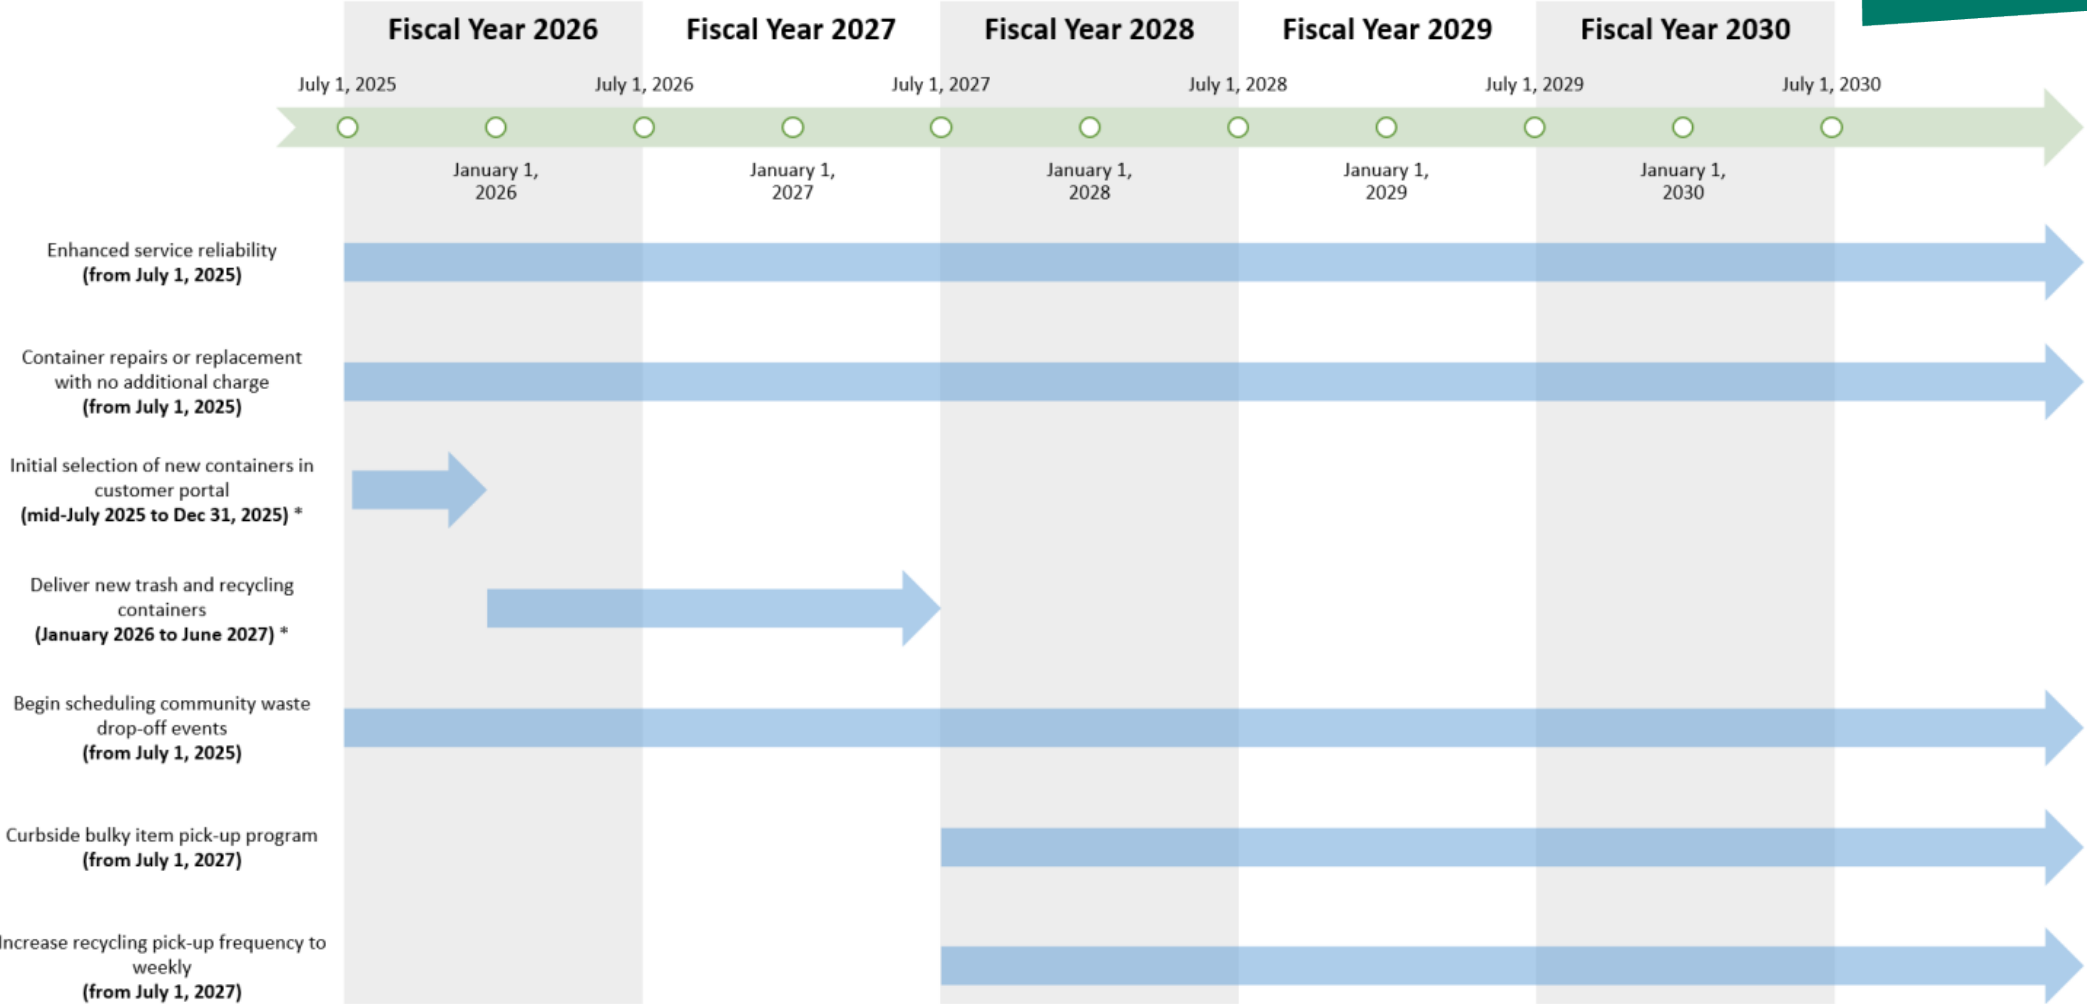 Fiscal Year 2026
Fiscal Year 2027
Fiscal Year 2028
Fiscal Year 2029
Fiscal Year 2030
July 1, 2025
July 1, 2026
July 1, 2027
July 1, 2028
July 1, 2029
July 1, 2030
January 1,
2026
January 1,
2027
January 1,
2028
January 1,
2029
January 1,
2030
Enhanced service reliability
(from July 1, 2025)
Container repairs or replacement
with no additional charge
(from July 1, 2025)
Initial selection of new containers in
customer portal
(mid-July 2025 to Dec 31, 2025) *
Deliver new trash and recycling
containers
(January 2026 to June 2027) *
Begin scheduling community waste
drop-off events
(from July 1, 2025)
Curbside bulky item pick-up program
(from July 1, 2027)
Increase recycling pick-up frequency to
weekly
(from July 1, 2027)